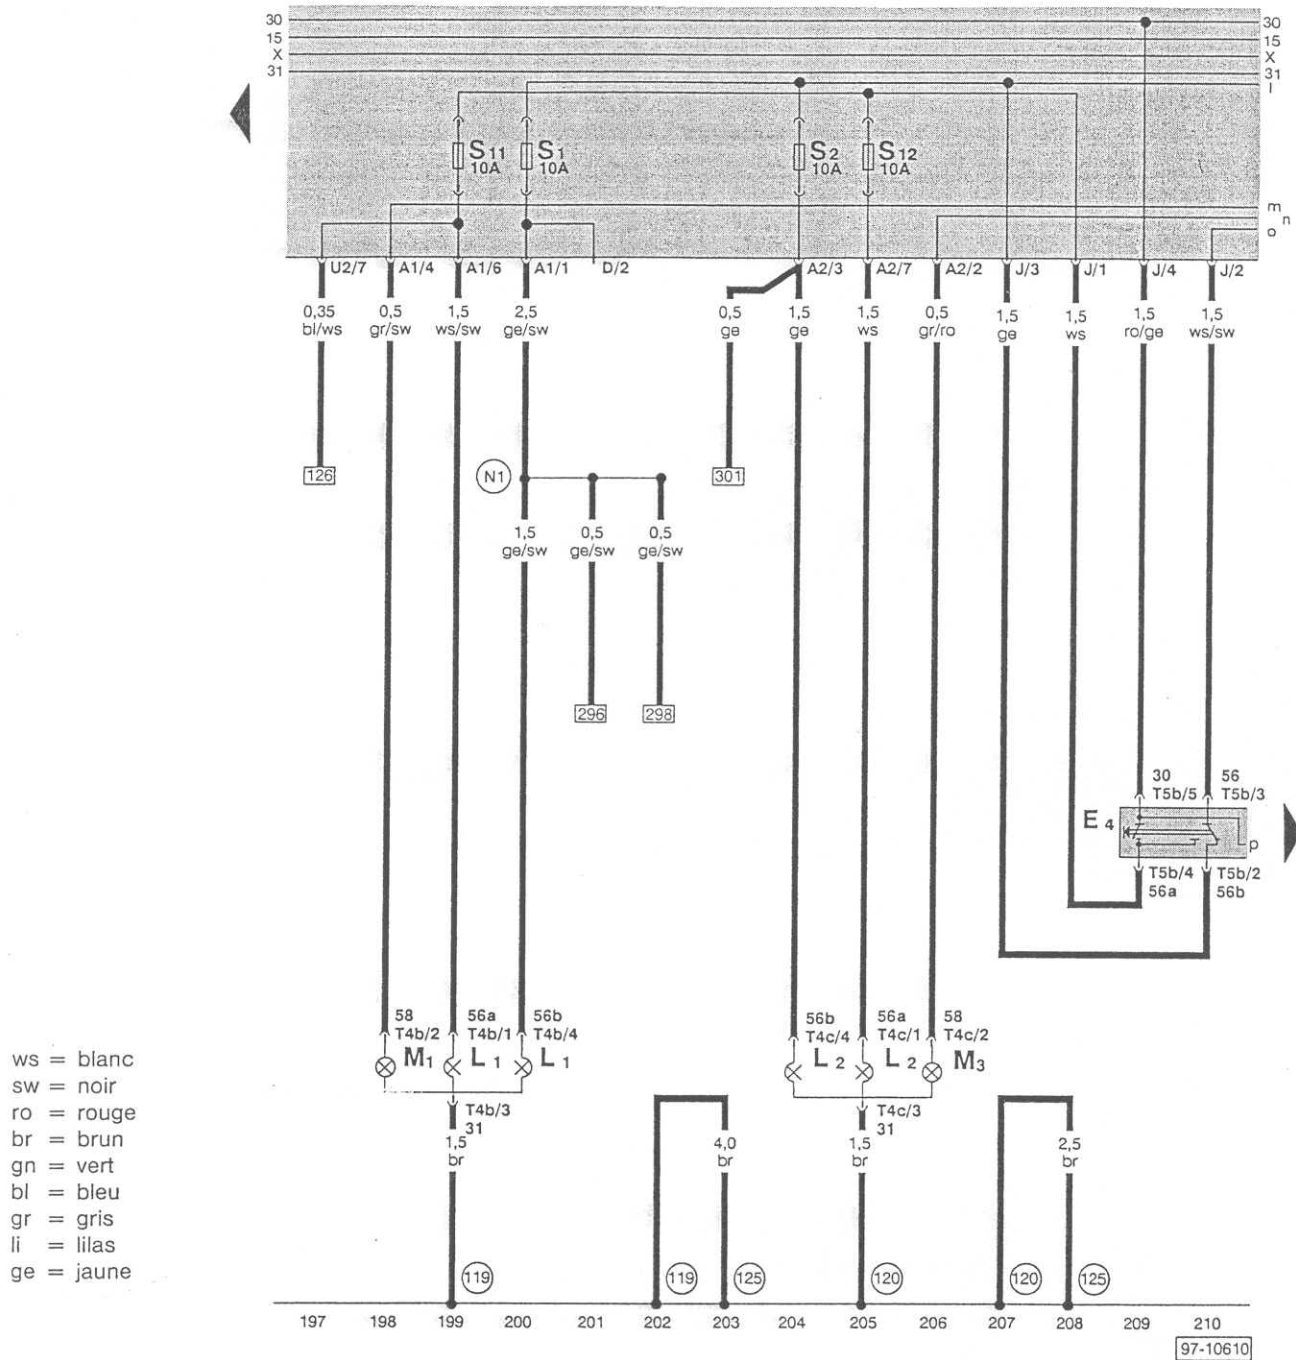 30 30
15 15
X X
31 31
l
S11 S1 S2 S12
10A 10A 10A 10A
m
n
o
U2/7 A1/4 A1/6 A1/1 D/2 A2/3 A2/7 A2/2 J/3 J/1 J/4 J/2
0,35 0,5 1,5 2,5 0,5 1,5 1,5 0,5 1,5 1,5 1,5 1,5
bl/ws gr/sw ws/sw ge/sw ge ge ws gr/ro ge ws ro/ge ws/sw
126 N1 301
1,5 0,5 0,5
ge/sw ge/sw ge/sw
296 298
30 56
T5b/5 T5b/3
E4
p
T5b/4 T5b/2
56a 56b
58 56a 56b 56b 56a 58
T4b/2 T4b/1 T4b/4 T4c/4 T4c/1 T4c/2
M1 L1 L1 L2 L2 M3
T4b/3 T4c/3
31 31
1,5 4,0 1,5 2,5
br br br br
ws = blanc
sw = noir
ro = rouge
br = brun
gn = vert
bl = bleu
gr = gris
li = lilas
ge = jaune
119 119 125 120 120 125
197 198 199 200 201 202 203 204 205 206 207 208 209 210
97-10610